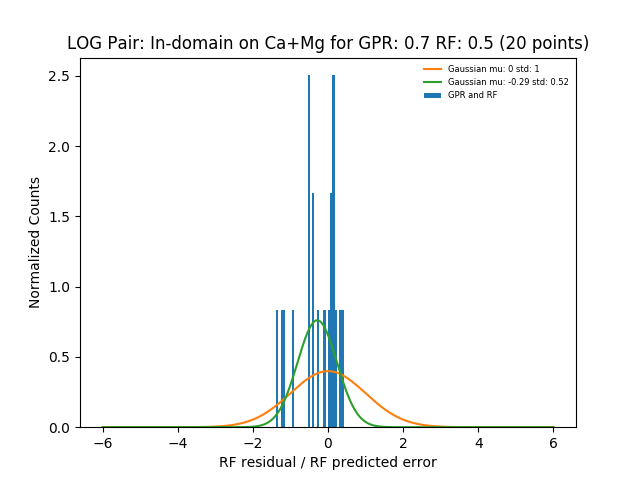 LOG Pair: In-domain on Ca+Mg for GPR: 0.7 RF: 0.5 (20 points)
Gaussian mu: 0 std: 1
Gaussian mu: -0.29 std: 0.52
GPR and RF
Normalized Counts
2.5
2.0
1.5
1.0
0.5
0.0
−6 −4 −2 0 2 4 6
RF residual / RF predicted error